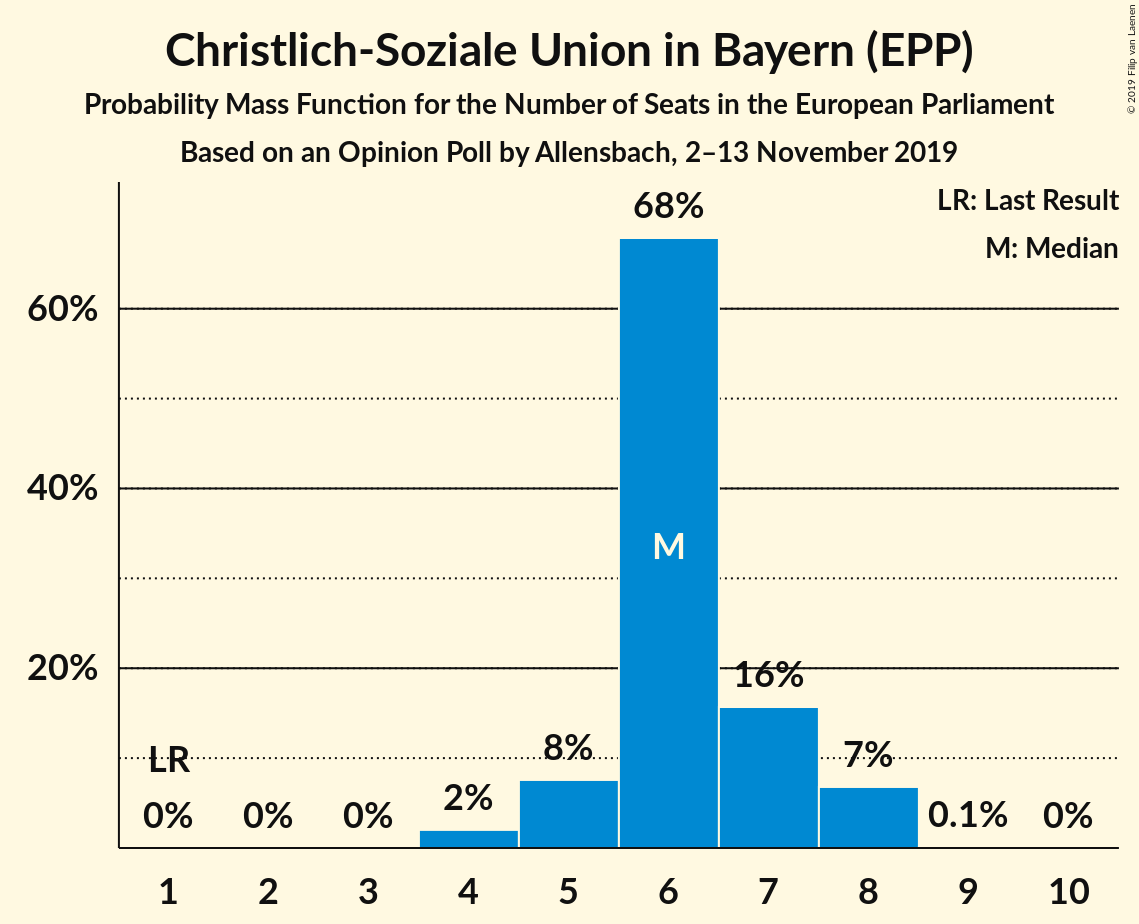 Christlich-Soziale Union in Bayern (EPP)
Probability Mass Function for the Number of Seats in the European Parliament
Based on an Opinion Poll by Allensbach, 2–13 November 2019
© 2019 Filip van Laenen
LR: Last Result
M: Median
68%
60%
40%
M
20%
16%
LR
8%
7%
0%
0%
0%
2%
0.1%
0%
1 2 3 4 5 6 7 8 9 10